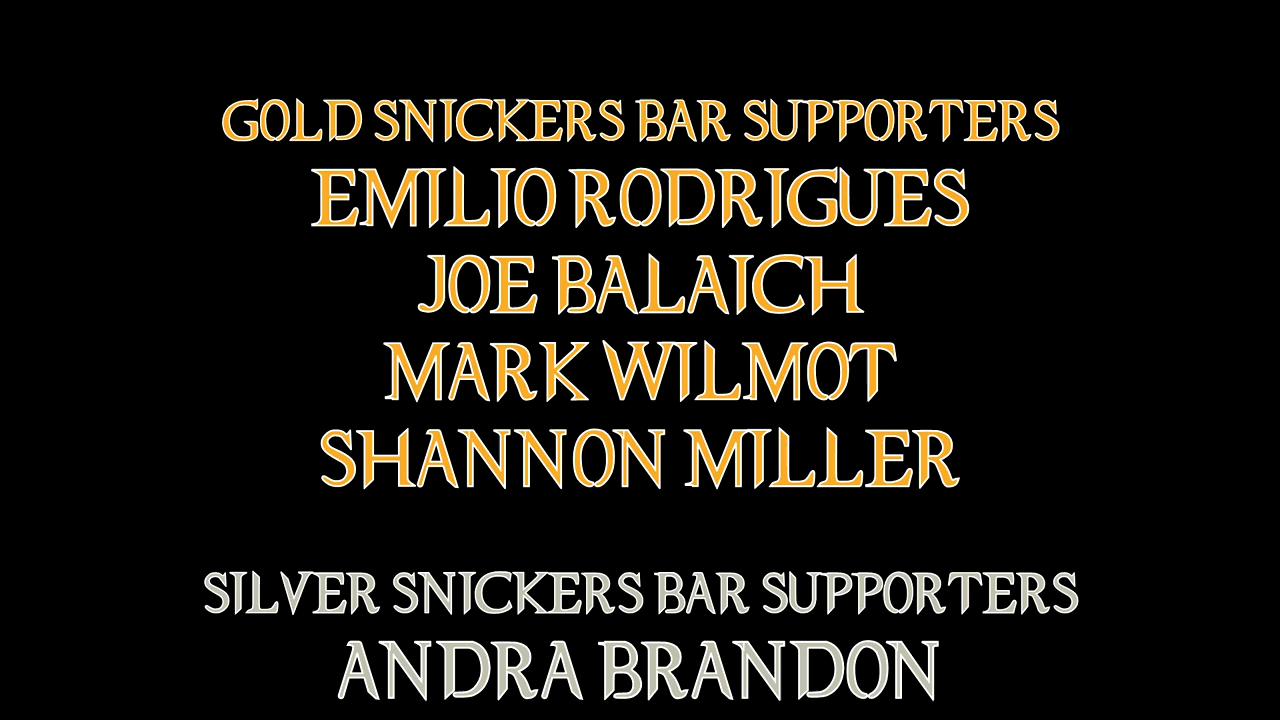 GOLD SNICKERS BAR SUPPORTERS
EMILIO RODRIGUES
JOE BALAICH
MARK WILMOT
SHANNON MILLER
SILVER SNICKERS BAR SUPPORTERS
ANDRA BRANDON